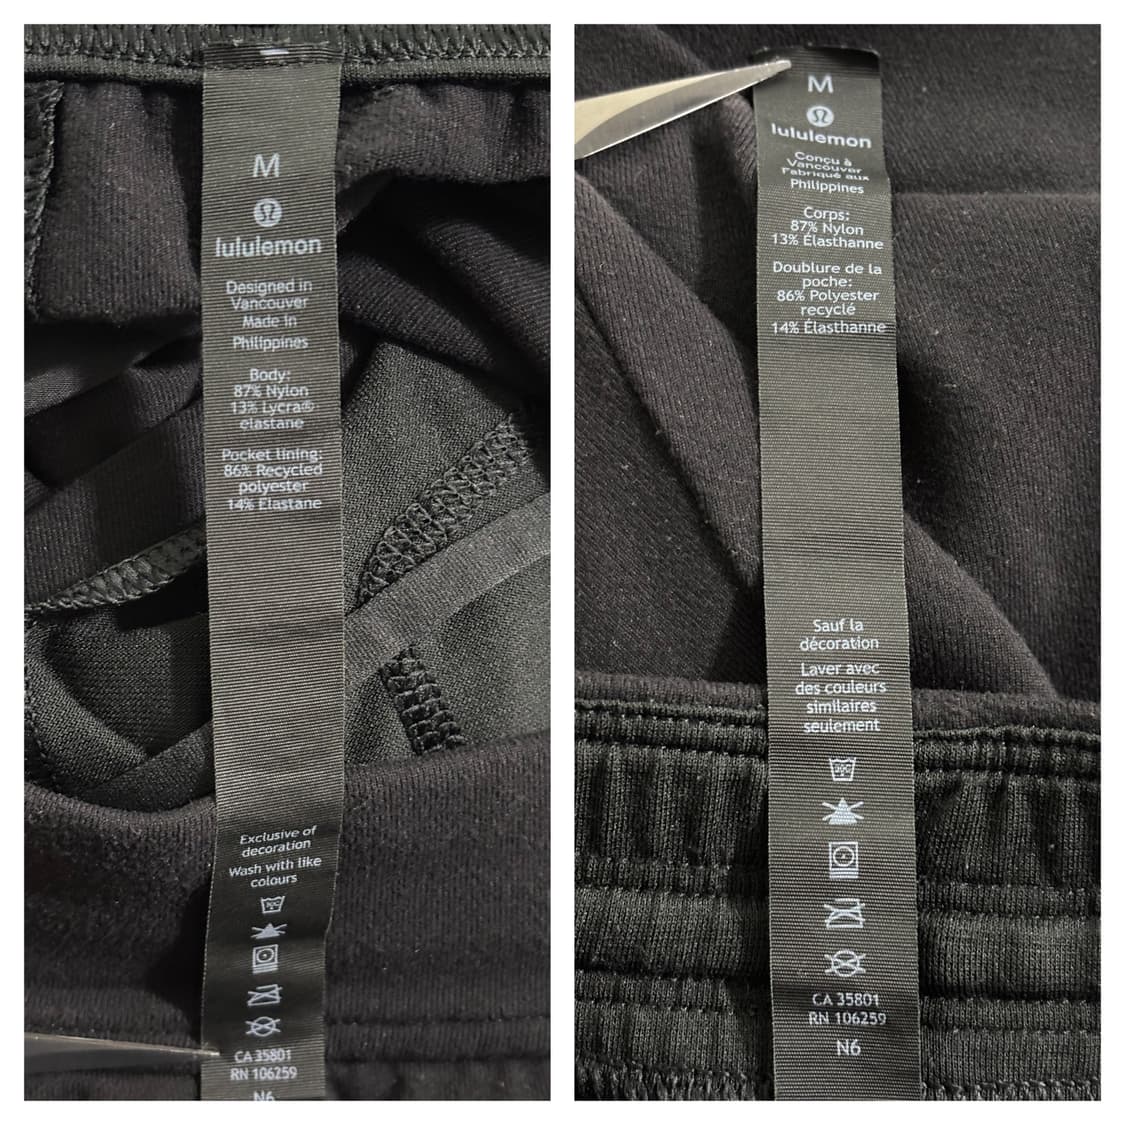 M
lululemon
Designed in
Vancouver
Made in
Philippines
Body:
87% Nylon
13% Lycra®
elastane
Pocket lining:
86% Recycled
polyester
14% Elastane
Exclusive of
decoration
Wash with like
colours
30C
CA 35801
RN 106259
N6
M
lululemon
Conçu à
Vancouver
Fabriqué aux
Philippines
Corps:
87% Nylon
13% Élasthanne
Doublure de la
poche:
86% Polyester
recyclé
14% Élasthanne
Sauf la
décoration
Laver avec
des couleurs
similaires
seulement
30C
CA 35801
RN 106259
N6